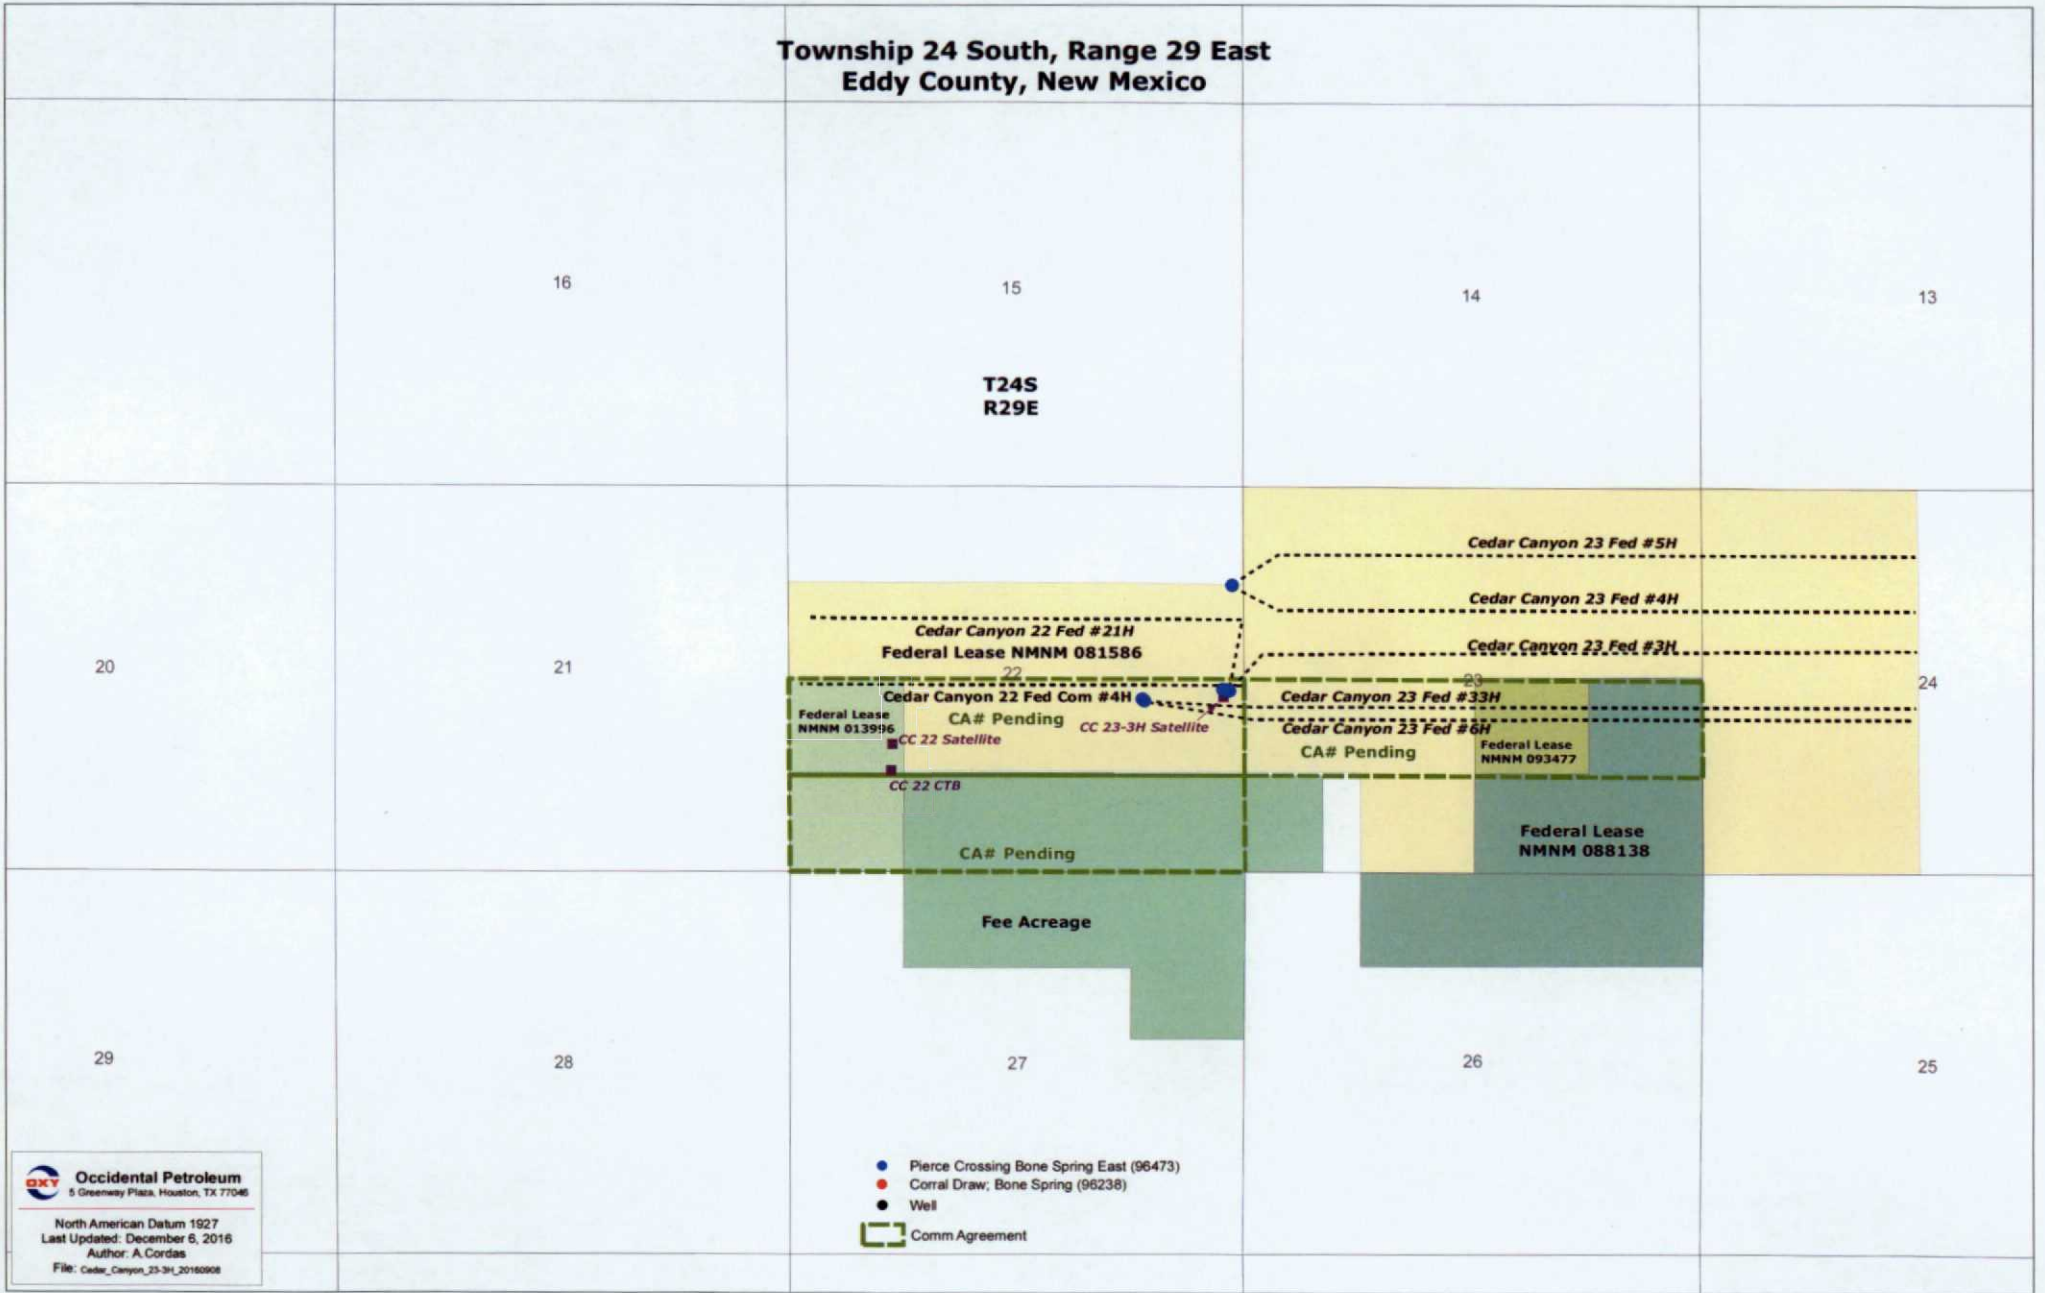 Township 24 South, Range 29 East
Eddy County, New Mexico
16
15
14
13
T24S
R29E
Cedar Canyon 23 Fed #5H
Cedar Canyon 23 Fed #4H
Cedar Canyon 22 Fed #21H
Cedar Canyon 23 Fed #3H
Federal Lease NMNM 081586
20
21
22
23
24
Cedar Canyon 22 Fed Com #4H
Cedar Canyon 23 Fed #33H
Federal Lease
NMNM 013996
CA# Pending
CC 23-3H Satellite
Cedar Canyon 23 Fed #6H
CC 22 Satellite
CA# Pending
Federal Lease
NMNM 093477
CC 22 CTB
Federal Lease
NMNM 088138
CA# Pending
Fee Acreage
29
28
27
26
25
OXY
Occidental Petroleum
5 Greenway Plaza, Houston, TX 77046
North American Datum 1927
Last Updated: December 6, 2016
Author: A.Cordas
File: Cedar_Canyon_23-3H_20160908
Pierce Crossing Bone Spring East (96473)
Corral Draw; Bone Spring (96238)
Well
Comm Agreement